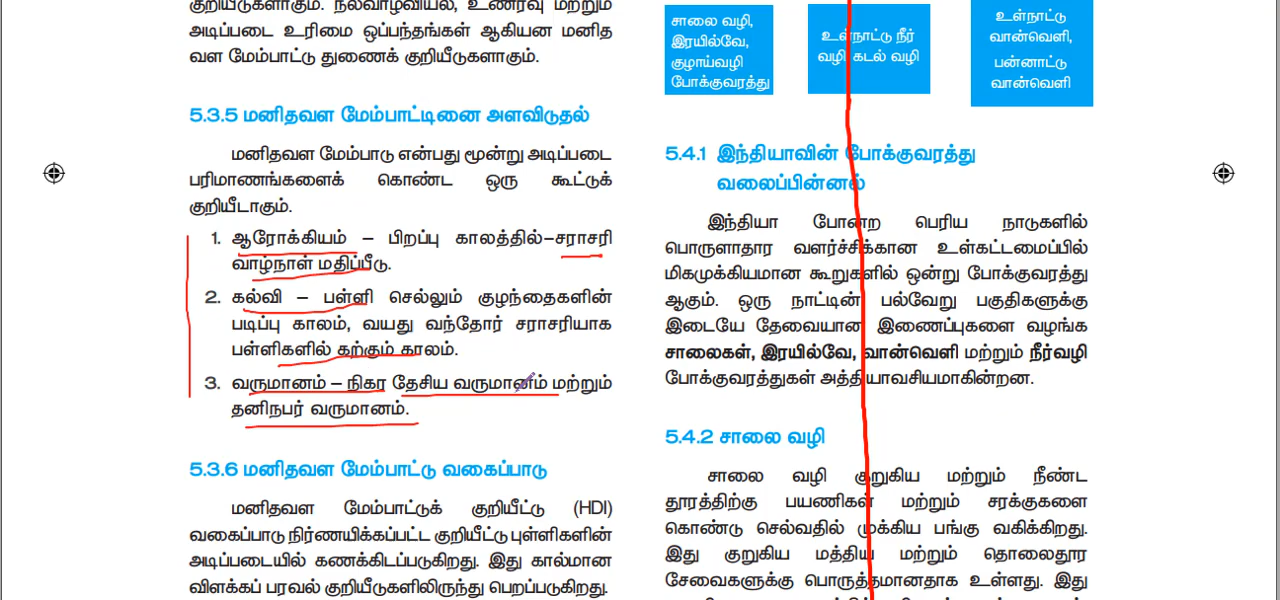 குறியீடுகளாகும். நல்வாழ்வியல், உணர்வு மற்றும்
அடிப்படை உரிமை ஒப்பந்தங்கள் ஆகியன மனித
வள மேம்பாட்டு துணைக் குறியீடுகளாகும்.
5.3.5 மனிதவள மேம்பாட்டினை அளவிடுதல்
மனிதவள மேம்பாடு என்பது மூன்று அடிப்படை
பரிமாணங்களைக் கொண்ட ஒரு கூட்டுக்
குறியீடாகும்.
1. ஆரோக்கியம் – பிறப்பு காலத்தில்–சராசரி
வாழ்நாள் மதிப்பீடு.
2. கல்வி – பள்ளி செல்லும் குழந்தைகளின்
படிப்பு காலம், வயது வந்தோர் சராசரியாக
பள்ளிகளில் கற்கும் காலம்.
3. வருமானம் – நிகர தேசிய வருமானம் மற்றும்
தனிநபர் வருமானம்.
5.3.6 மனிதவள மேம்பாட்டு வகைப்பாடு
மனிதவள மேம்பாட்டுக் குறியீட்டு (HDI)
வகைப்பாடு நிர்ணயிக்கப்பட்ட குறியீட்டு புள்ளிகளின்
அடிப்படையில் கணக்கிடப்படுகிறது. இது கால்மான
விளக்கப் பரவல் குறியீடுகளிலிருந்து பெறப்படுகிறது.
சாலை வழி,
இரயில்வே,
குழாய்வழி
போக்குவரத்து
உள்நாட்டு நீர்
வழி, கடல் வழி
உள்நாட்டு
வான்வெளி,
பன்னாட்டு
வான்வெளி
5.4.1 இந்தியாவின் போக்குவரத்து
வலைப்பின்னல்
இந்தியா போன்ற பெரிய நாடுகளில்
பொருளாதார வளர்ச்சிக்கான உள்கட்டமைப்பில்
மிகமுக்கியமான கூறுகளில் ஒன்று போக்குவரத்து
ஆகும். ஒரு நாட்டின் பல்வேறு பகுதிகளுக்கு
இடையே தேவையான இணைப்புகளை வழங்க
சாலைகள், இரயில்வே, வான்வெளி மற்றும் நீர்வழி
போக்குவரத்துகள் அத்தியாவசியமாகின்றன.
5.4.2 சாலை வழி
சாலை வழி குறுகிய மற்றும் நீண்ட
தூரத்திற்கு பயணிகள் மற்றும் சரக்குகளை
கொண்டு செல்வதில் முக்கிய பங்கு வகிக்கிறது.
இது குறுகிய மத்திய மற்றும் தொலைதூர
சேவைகளுக்கு பொருத்தமானதாக உள்ளது. இது